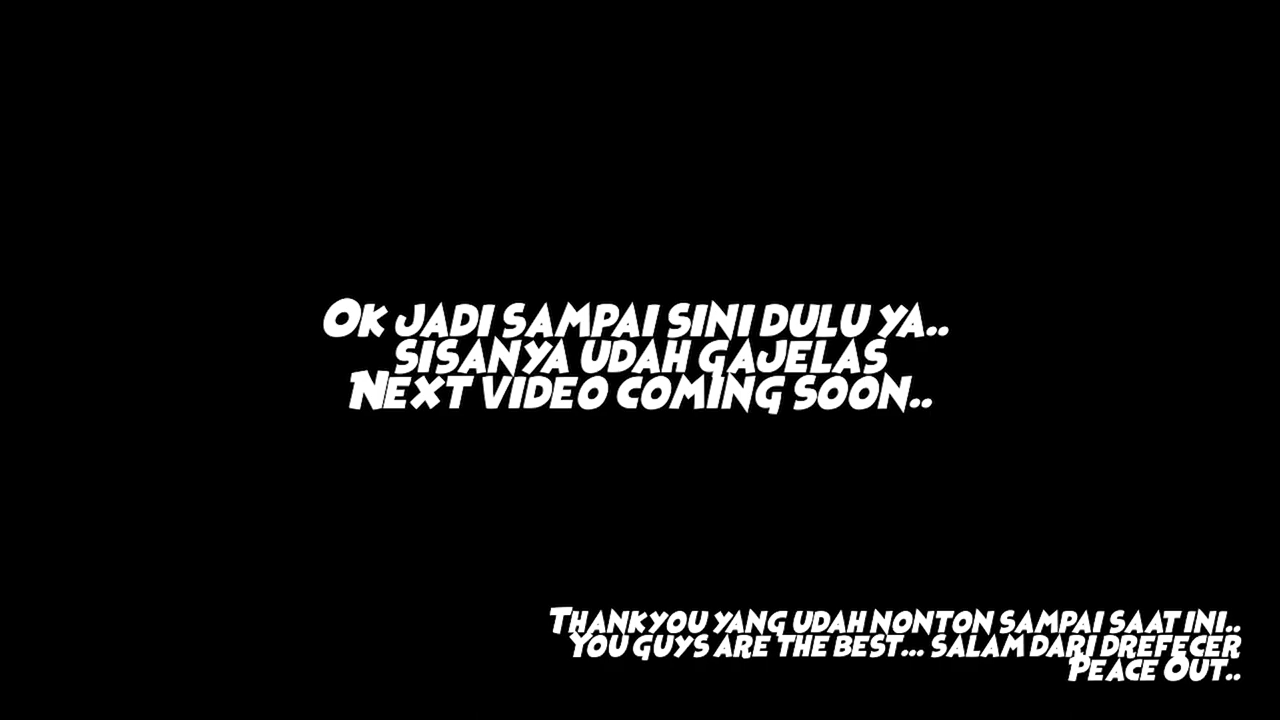 Ok jadi sampai sini dulu ya..
sisanya udah gajelas
Next video coming soon..
Thankyou yang udah nonton sampai saat ini..
You guys are the best... salam dari drefecer
Peace Out..